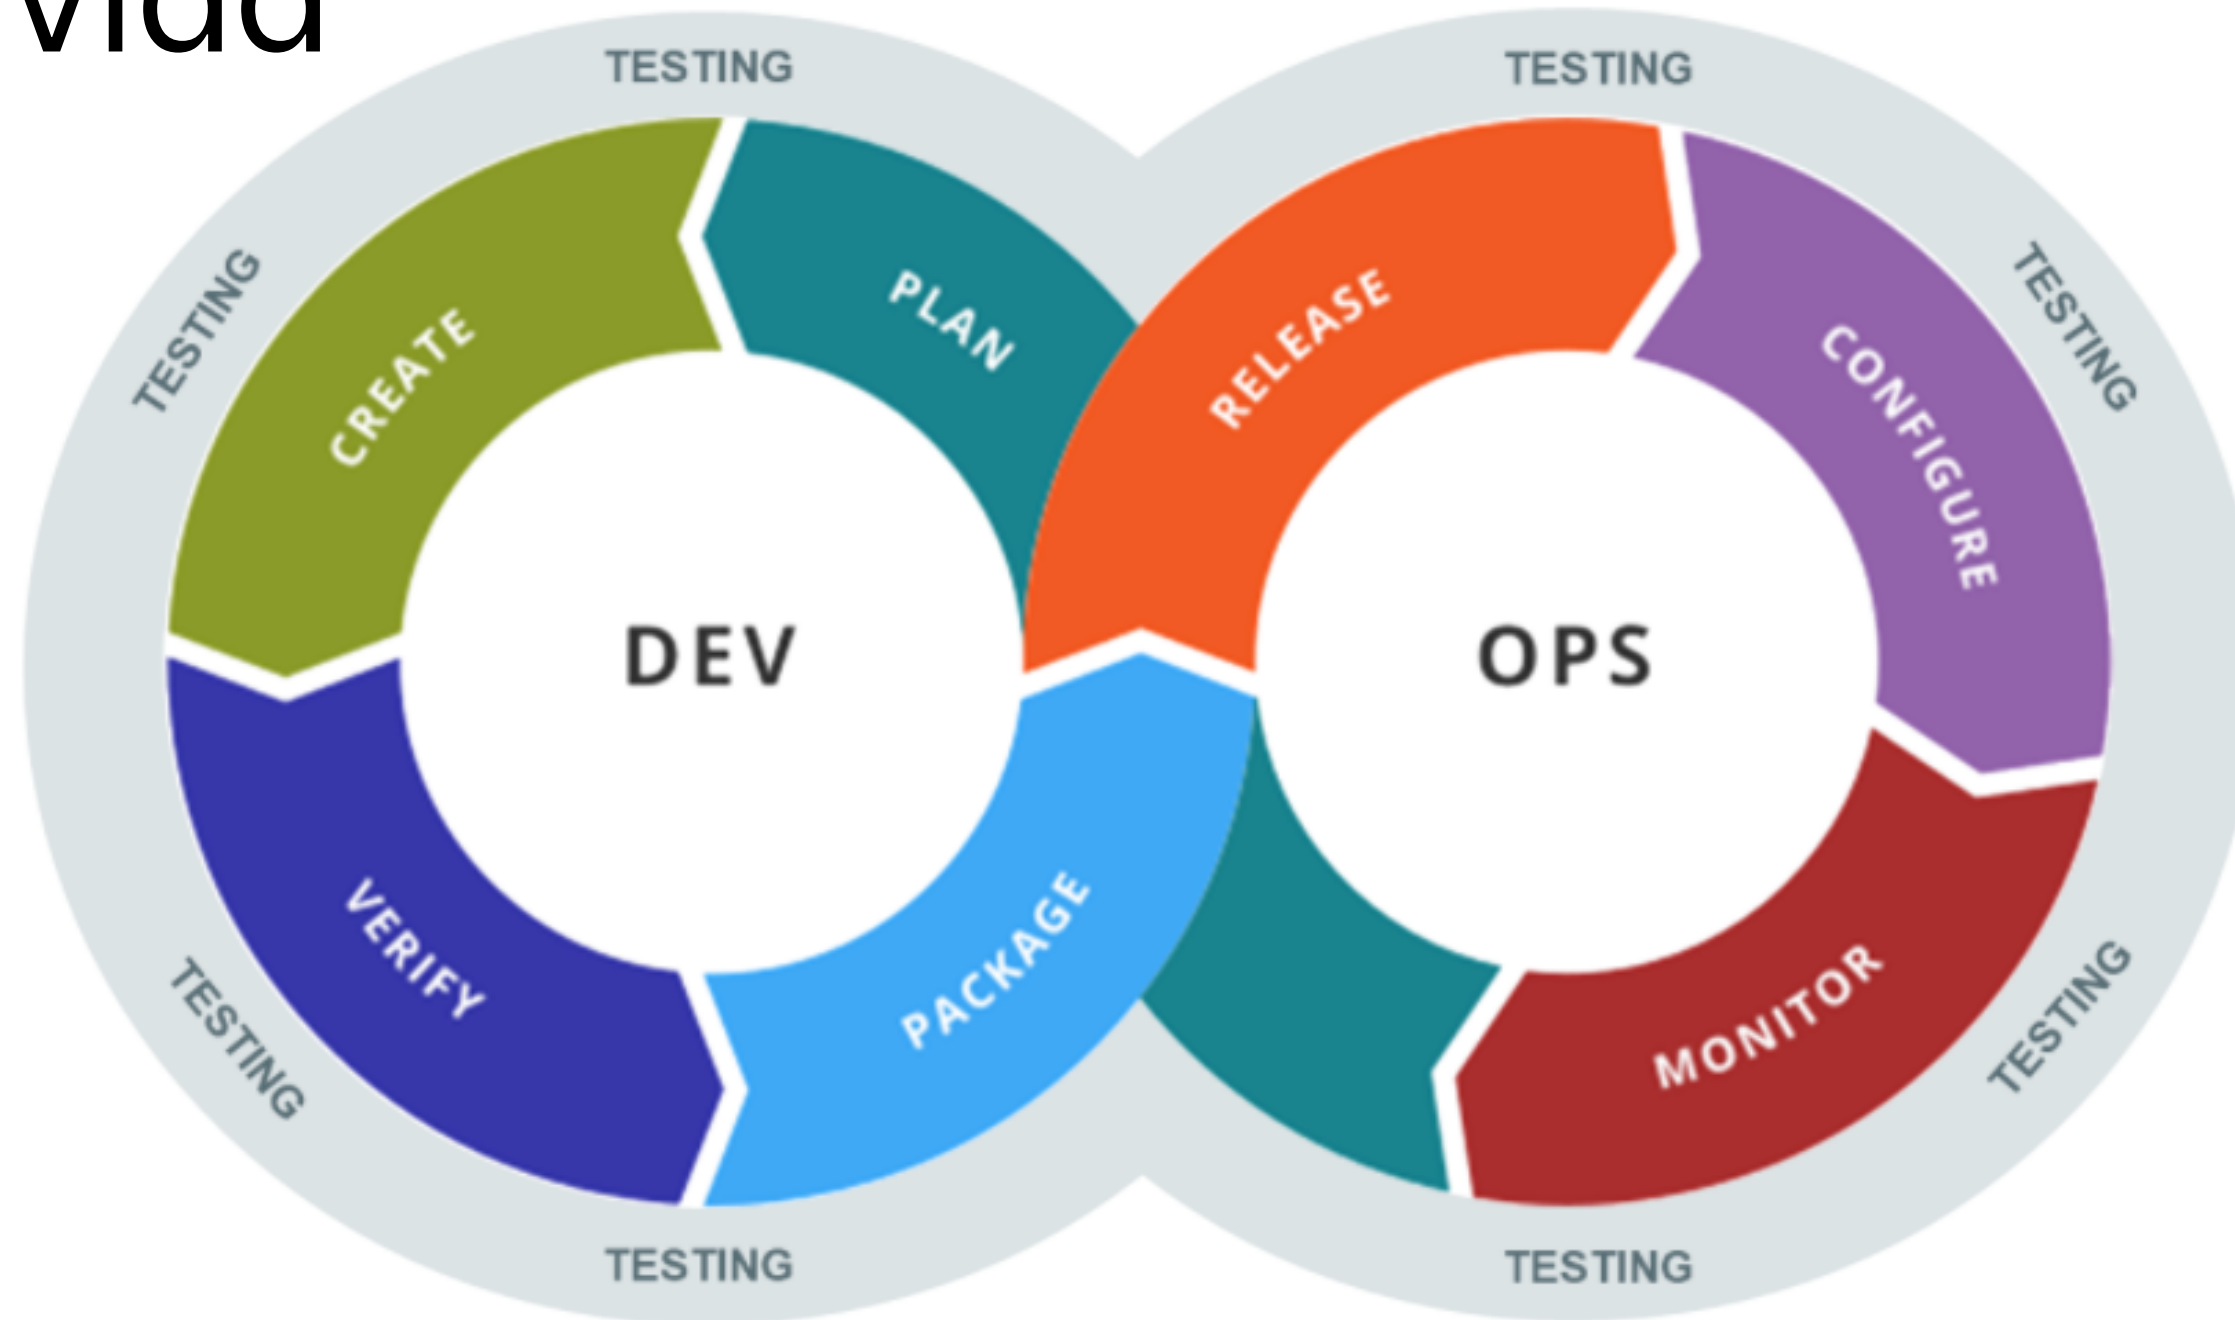 TESTING
TESTING
TESTING
TESTING
CREATE
PLAN
RELEASE
CONFIGURE
DEV
OPS
VERIFY
PACKAGE
MONITOR
TESTING
TESTING
TESTING
TESTING